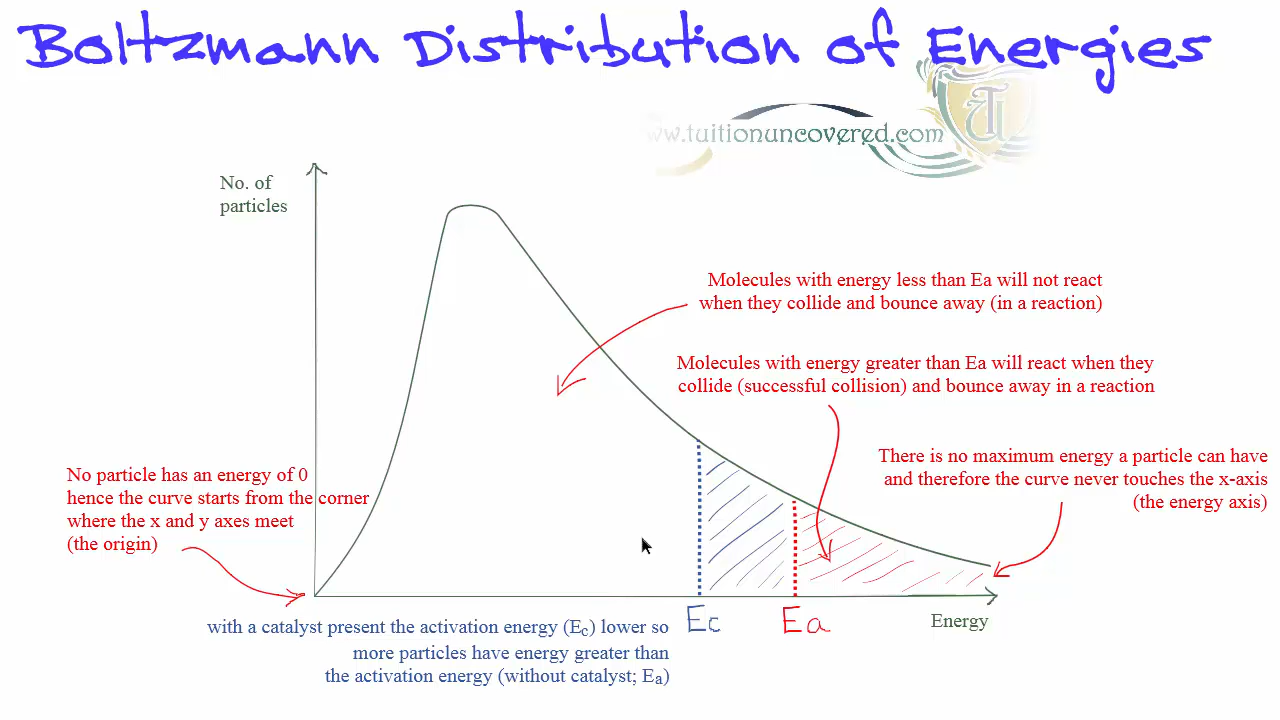 Boltzmann Distribution of Energies
www.tuitionuncovered.com
No. of
particles
Molecules with energy less than Ea will not react
when they collide and bounce away (in a reaction)
Molecules with energy greater than Ea will react when they
collide (successful collision) and bounce away in a reaction
There is no maximum energy a particle can have
and therefore the curve never touches the x-axis
(the energy axis)
No particle has an energy of 0
hence the curve starts from the corner
where the x and y axes meet
(the origin)
Ec
Ea
Energy
with a catalyst present the activation energy (Ec) lower so
more particles have energy greater than
the activation energy (without catalyst; Ea)